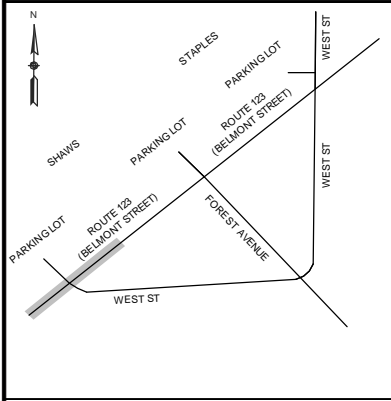 N
STAPLES
WEST ST
PARKING LOT
ROUTE 123
(BELMONT STREET)
PARKING LOT
SHAWS
WEST ST
FOREST AVENUE
ROUTE 123
(BELMONT STREET)
PARKING LOT
WEST ST